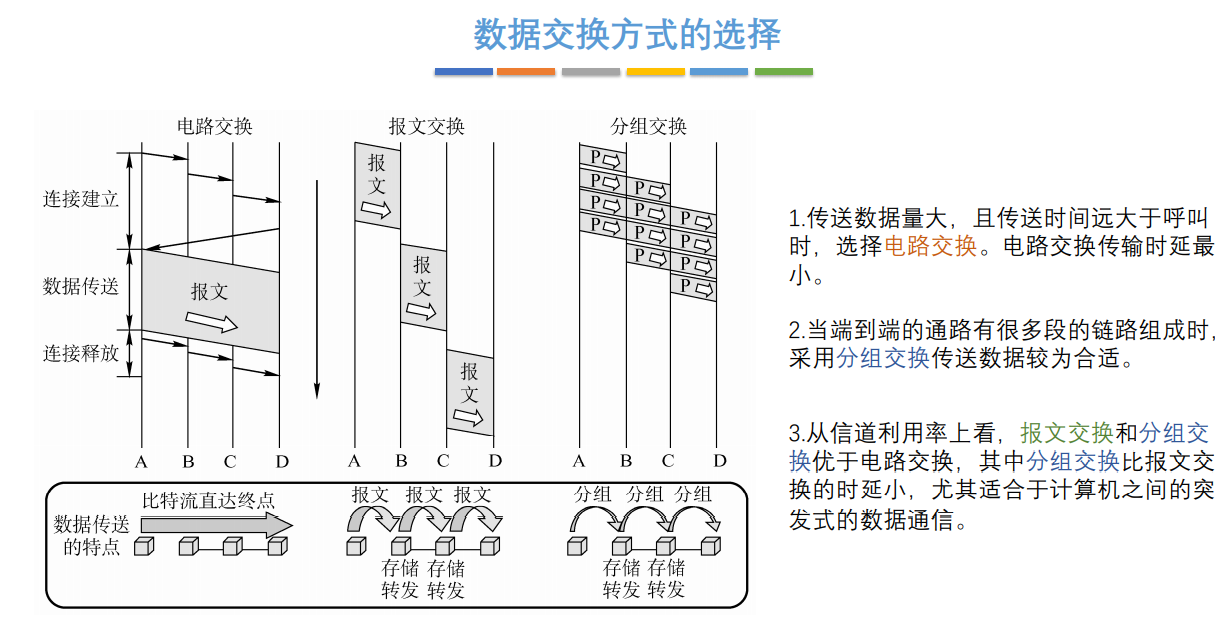 数据交换方式的选择
电路交换
连接建立
数据传送
连接释放
报文
A B C D
报文交换
报
文
报
文
报
文
A B C D
分组交换
P
P P
P P P
P P P
P P
P
A B C D
数据传送
的特点
比特流直达终点
报文 报文 报文
存储 存储
转发 转发
分组 分组 分组
存储 存储
转发 转发
1.传送数据量大，且传送时间远大于呼叫
时，选择电路交换。电路交换传输时延最
小。
2.当端到端的通路有很多段的链路组成时，
采用分组交换传送数据较为合适。
3.从信道利用率上看，报文交换和分组交
换优于电路交换，其中分组交换比报文交
换的时延小，尤其适合于计算机之间的突
发式的数据通信。